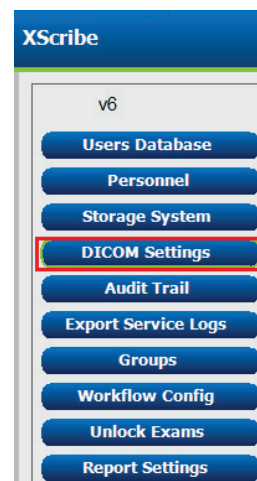 XScribe
v6
Users Database
Personnel
Storage System
DICOM Settings
Audit Trail
Export Service Logs
Groups
Workflow Config
Unlock Exams
Report Settings